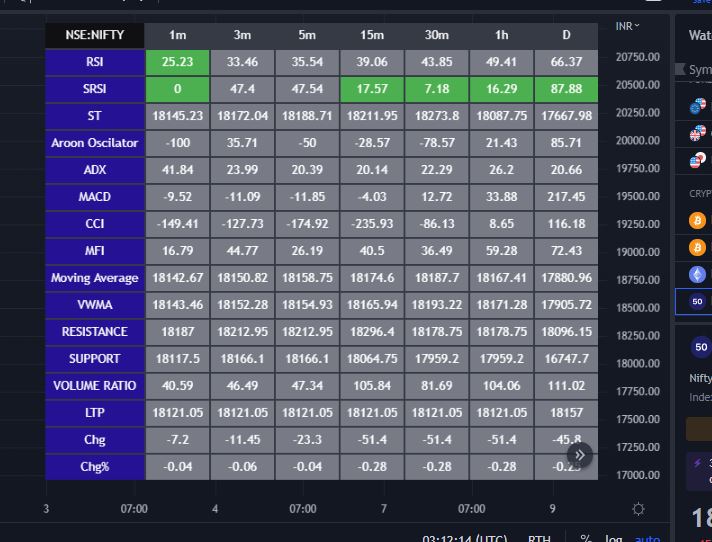 NSE:NIFTY 1m 3m 5m 15m 30m 1h D
RSI 25.23 33.46 35.54 39.06 43.85 49.41 66.37
SRSI 0 47.4 47.54 17.57 7.18 16.29 87.88
ST 18145.23 18172.04 18188.71 18211.95 18273.8 18087.75 17667.98
Aroon Oscilator -100 35.71 -50 -28.57 -78.57 21.43 85.71
ADX 41.84 23.99 20.39 20.14 22.29 26.2 20.66
MACD -9.52 -11.09 -11.85 -4.03 12.72 33.88 217.45
CCI -149.41 -127.73 -174.92 -235.93 -86.13 8.65 116.18
MFI 16.79 44.77 26.19 40.5 36.49 59.28 72.43
Moving Average 18142.67 18150.82 18158.75 18174.6 18187.7 18167.41 17880.96
VWMA 18143.46 18152.28 18154.93 18165.94 18193.22 18171.28 17905.72
RESISTANCE 18187 18212.95 18212.95 18296.4 18178.75 18178.75 18096.15
SUPPORT 18117.5 18166.1 18166.1 18064.75 17959.2 17959.2 16747.7
VOLUME RATIO 40.59 46.49 47.34 105.84 81.69 104.06 111.02
LTP 18121.05 18121.05 18121.05 18121.05 18121.05 18121.05 18157
Chg -7.2 -11.45 -23.3 -51.4 -51.4 -51.4 -45.8
Chg% -0.04 -0.06 -0.04 -0.28 -0.28 -0.28
INR
20750.00
20500.00
20250.00
20000.00
19750.00
19500.00
19250.00
19000.00
18750.00
18500.00
18250.00
18000.00
17750.00
17500.00
17250.00
17000.00
3 07:00 4 07:00 7 07:00 9
03:12:14 (UTC) RTH % log auto
Wat
Sym
CRYP
50
50
Nifty
Index
18